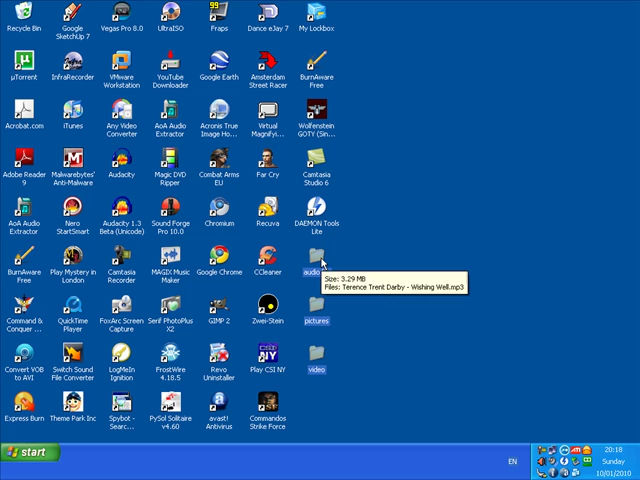 99
Recycle Bin
Google SketchUp 7
Vegas Pro 8.0
UltraISO
Fraps
Dance eJay 7
My Lockbox
µTorrent
InfraRecorder
VMware Workstation
YouTube Downloader
Google Earth
Amsterdam Street Racer
BurnAware Free
Acrobat.com
iTunes
Any Video Converter
AoA Audio Extractor
Acronis True Image Ho...
Virtual Magnifyi...
Wolfenstein GOTY (Sin...
Adobe Reader 9
Malwarebytes' Anti-Malware
Audacity
Magic DVD Ripper
Combat Arms EU
Far Cry
Camtasia Studio 6
AoA Audio Extractor
Nero StartSmart
Audacity 1.3 Beta (Unicode)
Sound Forge Pro 10.0
Chromium
Recuva
DAEMON Tools Lite
BurnAware Free
Play Mystery in London
Camtasia Recorder
MAGIX Music Maker
Google Chrome
CCleaner
audio
Size: 3.29 MB
Files: Terence Trent Darby - Wishing Well.mp3
Command & Conquer ...
QuickTime Player
FoxArc Screen Capture
Serif PhotoPlus X2
GIMP 2
Zwei-Stein
pictures
Convert VOB to AVI
Switch Sound File Converter
LogMeIn Ignition
FrostWire 4.18.5
Revo Uninstaller
Play CSI NY
video
Express Burn
Theme Park Inc
Spybot - Searc...
PySol Solitaire v4.60
avast! Antivirus
Commandos Strike Force
start
EN
20:18
Sunday
10/01/2010